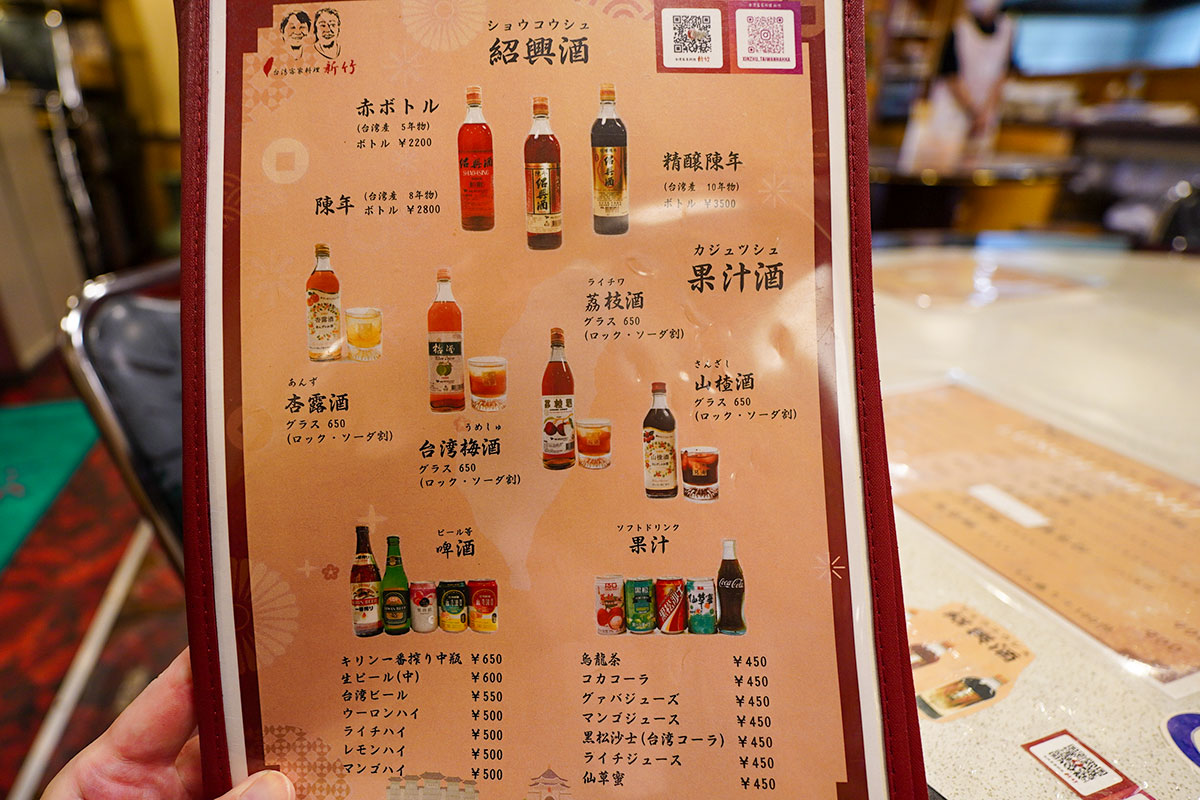 台湾客家料理 新竹
ショウコウシュ
紹興酒
XINZHU.TAIWANHAKKA
赤ボトル
(台湾産 5年物)
ボトル ¥2200
陳年
(台湾産 8年物)
ボトル ¥2800
精醸陳年
(台湾産 10年物)
ボトル ¥3500
カジュツシュ
果汁酒
ライチワ
荔枝酒
グラス 650
(ロック・ソーダ割)
さんざし
山楂酒
グラス 650
(ロック・ソーダ割)
あんず
杏露酒
グラス 650
(ロック・ソーダ割)
うめしゅ
台湾梅酒
グラス 650
(ロック・ソーダ割)
ビール等
啤酒
キリン一番搾り中瓶 ¥650
生ビール(中) ¥600
台湾ビール ¥550
ウーロンハイ ¥500
ライチハイ ¥500
レモンハイ ¥500
マンゴハイ ¥500
ソフトドリンク
果汁
Coca-Cola
烏龍茶 ¥450
コカコーラ ¥450
グァバジュース ¥450
マンゴジュース ¥450
黒松沙士(台湾コーラ) ¥450
ライチジュース ¥450
仙草蜜 ¥450
紹興酒